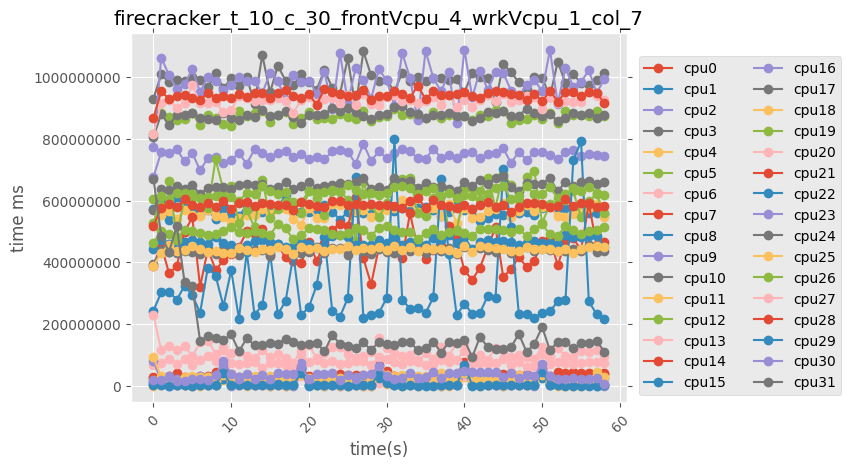 firecracker_t_10_c_30_frontVcpu_4_wrkVcpu_1_col_7
time ms
1000000000
800000000
600000000
400000000
200000000
0
0
10
20
30
40
50
60
time(s)
cpu0
cpu1
cpu2
cpu3
cpu4
cpu5
cpu6
cpu7
cpu8
cpu9
cpu10
cpu11
cpu12
cpu13
cpu14
cpu15
cpu16
cpu17
cpu18
cpu19
cpu20
cpu21
cpu22
cpu23
cpu24
cpu25
cpu26
cpu27
cpu28
cpu29
cpu30
cpu31